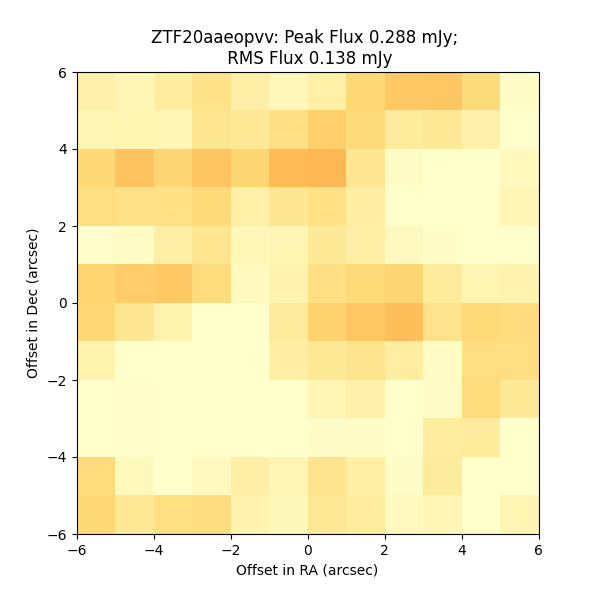 ZTF20aaeopvv: Peak Flux 0.288 mJy;
RMS Flux 0.138 mJy
6
4
2
0
−2
−4
−6
Offset in Dec (arcsec)
−6 −4 −2 0 2 4 6
Offset in RA (arcsec)